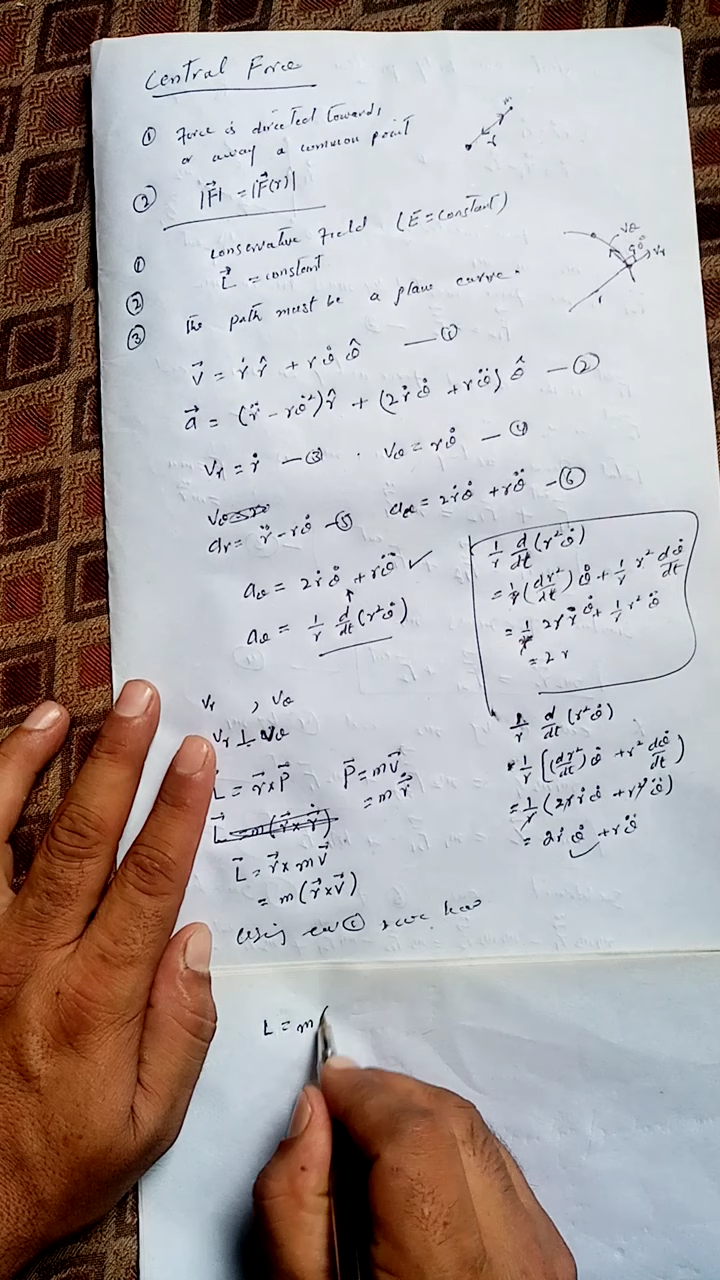 Central Force
① Force is directed towards
or away a common point
② |F⃗| = |F⃗(r)|
① conservative field (E = constant)
② L⃗ = constant
③ The path must be a plane curve.
v⃗ = ṙ r̂ + r θ̇ θ̂ — ①
a⃗ = (r̈ - rθ̇²) r̂ + (2ṙθ̇ + rθ̈) θ̂ — ②
vr = ṙ — ③ . vθ = rθ̇ — ④
ar = r̈ - rθ̇ — ⑤ aθ = 2ṙθ̇ + rθ̈ — ⑥
aθ = 2ṙθ̇ + rθ̈ ✓
aθ = 1/r d/dt (r²θ̇)
1/r d/dt (r²θ̇)
= 1/r (dr²/dt) θ̇ + 1/r r² dθ̇/dt
= 1/r 2rṙθ̇ + 1/r r² θ̈
= 2r
vr , vθ
vr ⊥ vθ
L⃗ = r⃗ × P⃗ P⃗ = mv⃗
= m r⃗̇
L⃗ = m(r⃗ × r⃗̇)
L⃗ = r⃗ × mv⃗
= m(r⃗ × v⃗)
1/r d/dt (r²θ̇)
1/r [(dr²/dt) θ̇ + r² dθ̇/dt]
= 1/r (2rṙθ̇ + r²θ̈)
= 2ṙθ̇ + rθ̈
Using ①
L = m(